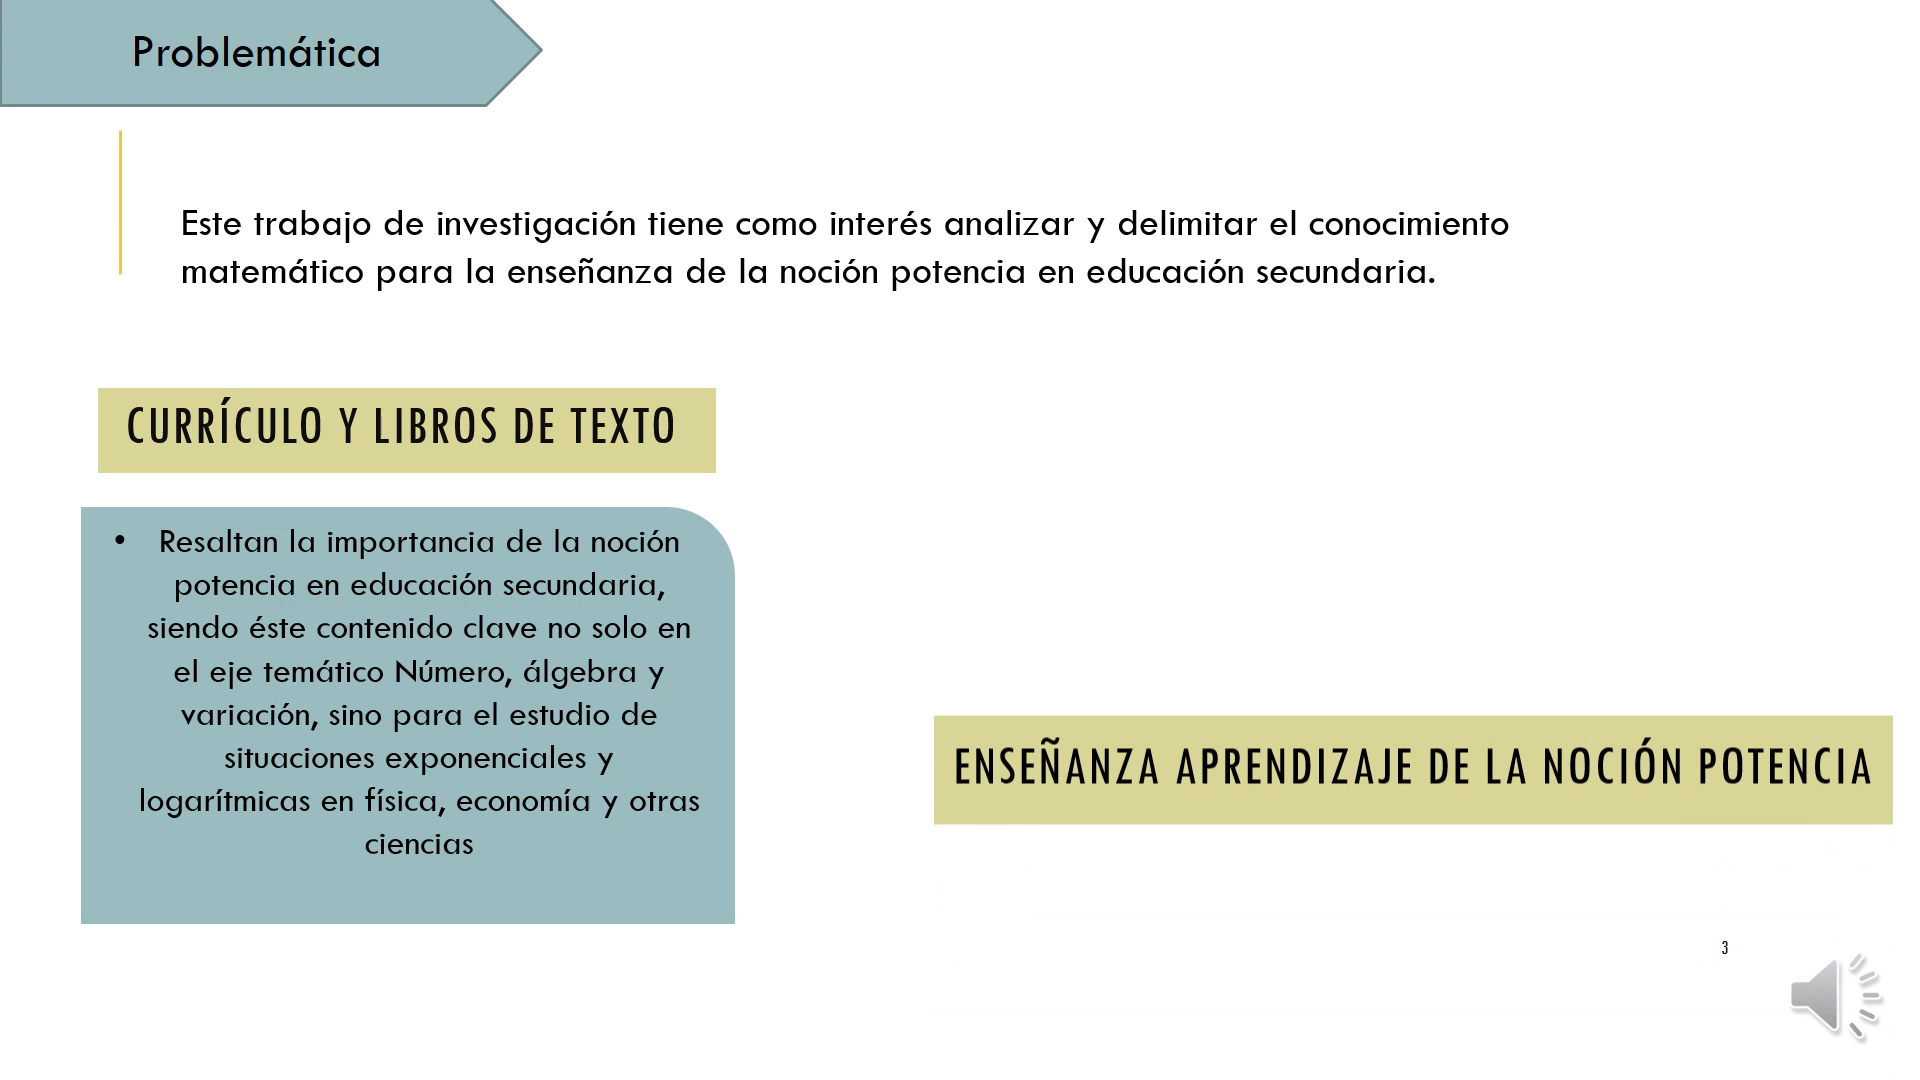 Problemática
Este trabajo de investigación tiene como interés analizar y delimitar el conocimiento
matemático para la enseñanza de la noción potencia en educación secundaria.
CURRÍCULO Y LIBROS DE TEXTO
• Resaltan la importancia de la noción
potencia en educación secundaria,
siendo éste contenido clave no solo en
el eje temático Número, álgebra y
variación, sino para el estudio de
situaciones exponenciales y
logarítmicas en física, economía y otras
ciencias
ENSEÑANZA APRENDIZAJE DE LA NOCIÓN POTENCIA
3